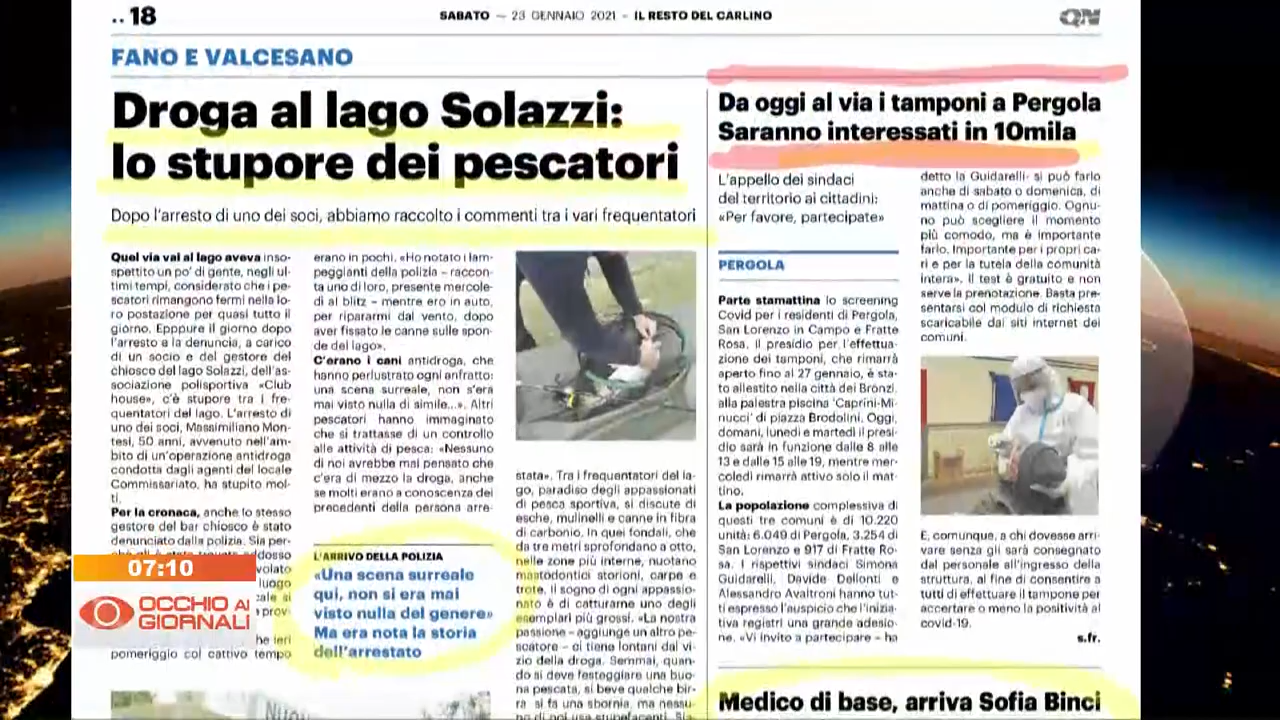 .. 18
SABATO — 23 GENNAIO 2021 – IL RESTO DEL CARLINO
QN
FANO E VALCESANO
Droga al lago Solazzi:
lo stupore dei pescatori
Dopo l'arresto di uno dei soci, abbiamo raccolto i commenti tra i vari frequentatori
Quel via vai al lago aveva inso-
spettito un po' di gente, negli ul-
timi tempi, considerato che i pe-
scatori rimangono fermi nella lo-
ro postazione per quasi tutto il
giorno. Epppure il giorno dopo
l'arresto e la denuncia, a carico
di un socio e del gestore del
chiosco del lago Solazzi, dell'as-
sociazione polisportiva «Club
house», c'è stupore tra i fre-
quentatori del lago. L'arresto di
uno dei soci, Massimiliano Mon-
tesi, 50 anni, avvenuto nell'am-
bito di un'operazione antidroga
condotta dagli agenti del locale
Commissariato, ha stupito mol-
ti.
Per la cronaca, anche lo stesso
gestore del bar chiosco è stato
denunciato dalla polizia. Sia per-
ddosso
volato
luogo
cale si
prov-
he ieri
pomeriggio col cattivo tempo
erano in pochi. «Ho notato i lam-
peggianti della polizia – raccon-
ta uno di loro, presente mercole-
dì al blitz – mentre ero in auto,
per ripararmi dal vento, dopo
aver fissato le canne sulle spon-
de del lago».
C'erano i cani antidroga, che
hanno perlustrato ogni anfratto:
una scena surreale, non s'era
mai visto nulla di simile...». Altri
pescatori hanno immaginato
che si trattasse di un controllo
alle attività di pesca: «Nessuno
di noi avrebbe mai pensato che
c'era di mezzo la droga, anche
se molti erano a conoscenza dei
precedenti della persona arre-
L'ARRIVO DELLA POLIZIA
«Una scena surreale
qui, non si era mai
visto nulla del genere»
Ma era nota la storia
dell'arrestato
stata». Tra i frequentatori del la-
go, paradiso degli appassionati
di pesca sportiva, si discute di
esche, mulinelli e canne in fibra
di carbonio. In quei fondali, che
da tre metri sprofondano a otto,
nelle zone più interne, nuotano
mastodontici storioni, carpe e
trote. Il sogno di ogni appassio-
nato è di catturarne uno degli
esemplari più grossi. «La nostra
passione – aggiunge un altro pe-
scatore – ci tiene lontani dal vi-
zio della droga. Semmai, quan-
do si deve festeggiare una buo-
na pescata, si beve qualche bir-
ra si fa una sbornia, ma nessu-
no di noi usa stupefacenti. Sia-
Da oggi al via i tamponi a Pergola
Saranno interessati in 10mila
L'appello dei sindaci
del territorio ai cittadini:
«Per favore, partecipate»
PERGOLA
Parte stamattina lo screening
Covid per i residenti di Pergola,
San Lorenzo in Campo e Fratte
Rosa. Il presidio per l'effettua-
zione dei tamponi, che rimarrà
aperto fino al 27 gennaio, è sta-
to allestito nella città dei Bronzi,
alla palestra piscina 'Caprini-Mi-
nucci' di piazza Brodolini. Oggi,
domani, lunedì e martedì il presi-
dio sarà in funzione dalle 8 alle
13 e dalle 15 alle 19, mentre mer-
coledì rimarrà attivo solo il mat-
tino.
La popolazione complessiva di
questi tre comuni è di 10.220
unità: 6.049 di Pergola, 3.254 di
San Lorenzo e 917 di Fratte Ro-
sa. I rispettivi sindaci Simona
Guidarelli, Davide Dellonti e
Alessandro Avaltroni hanno tut-
ti espresso l'auspicio che l'inizia-
tiva registri una grande adesio-
ne. «Vi invito a partecipare – ha
detto la Guidarelli- si può farlo
anche di sabato o domenica, di
mattina o di pomeriggio. Ognu-
no può scegliere il momento
più comodo, ma è importante
farlo. Importante per i propri ca-
ri e per la tutela della comunità
intera». Il test è gratuito e non
serve la prenotazione. Basta pre-
sentarsi col modulo di richiesta
scaricabile dai siti internet dei
comuni.
E, comunque, a chi dovesse arri-
vare senza gli sarà consegnato
dal personale all'ingresso della
struttura, al fine di consentire a
tutti di effettuare il tampone per
accertare o meno la positività al
covid-19.
s.fr.
Medico di base, arriva Sofia Binci
07:10
OCCHIO AI
GIORNALI